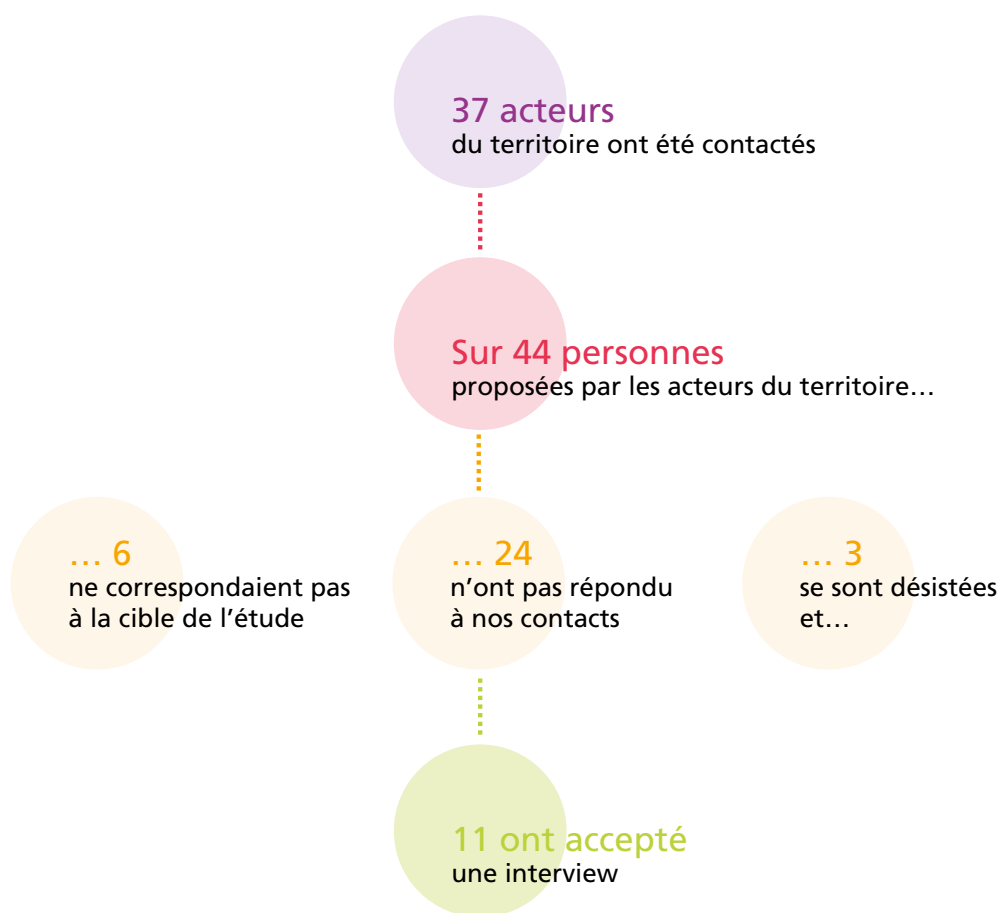 37 acteurs
du territoire ont été contactés
Sur 44 personnes
proposées par les acteurs du territoire…
… 6
ne correspondaient pas
à la cible de l’étude
… 24
n’ont pas répondu
à nos contacts
… 3
se sont désistées
et…
11 ont accepté
une interview